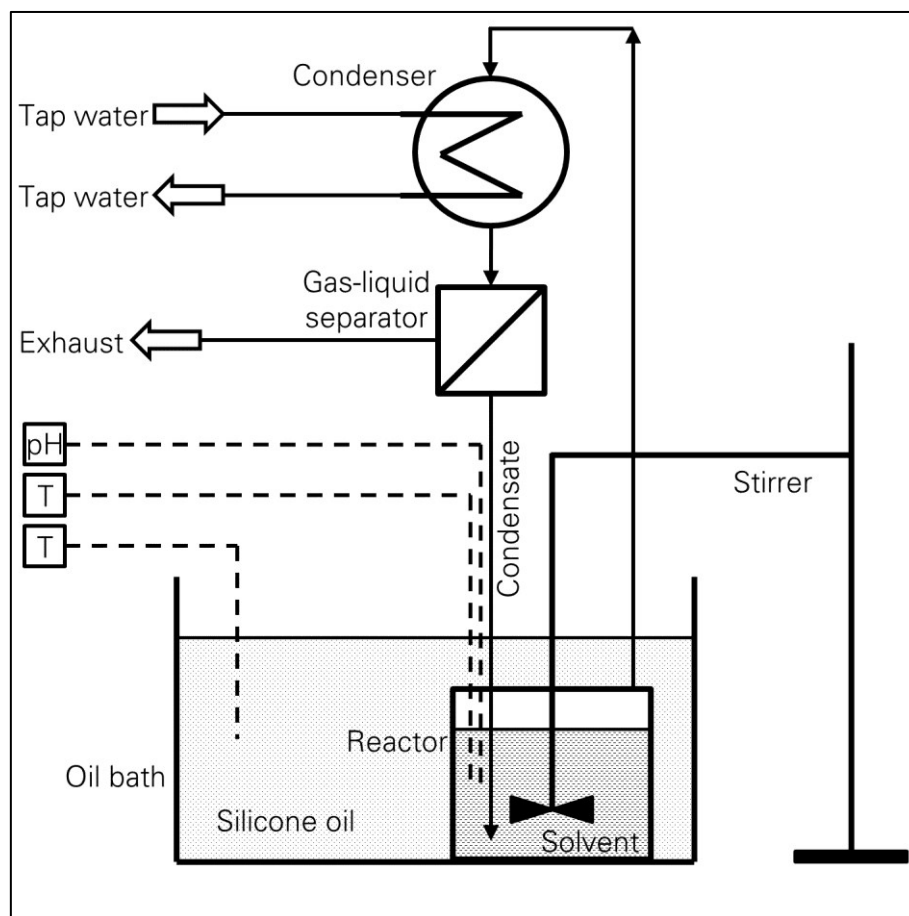 Condenser
Tap water
Tap water
Gas-liquid
separator
Exhaust
pH
T
T
Condensate
Stirrer
Reactor
Oil bath
Silicone oil
Solvent